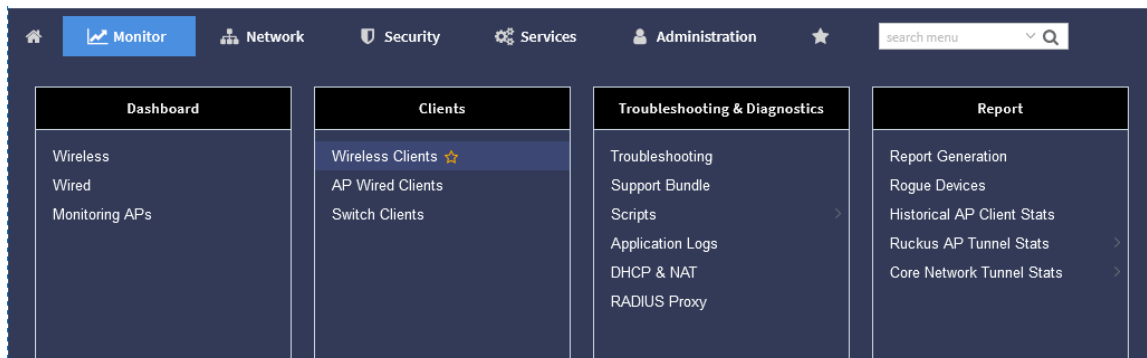 Monitor
Network
Security
Services
Administration
search menu
Dashboard
Wireless
Wired
Monitoring APs
Clients
Wireless Clients
AP Wired Clients
Switch Clients
Troubleshooting & Diagnostics
Troubleshooting
Support Bundle
Scripts
Application Logs
DHCP & NAT
RADIUS Proxy
Report
Report Generation
Rogue Devices
Historical AP Client Stats
Ruckus AP Tunnel Stats
Core Network Tunnel Stats